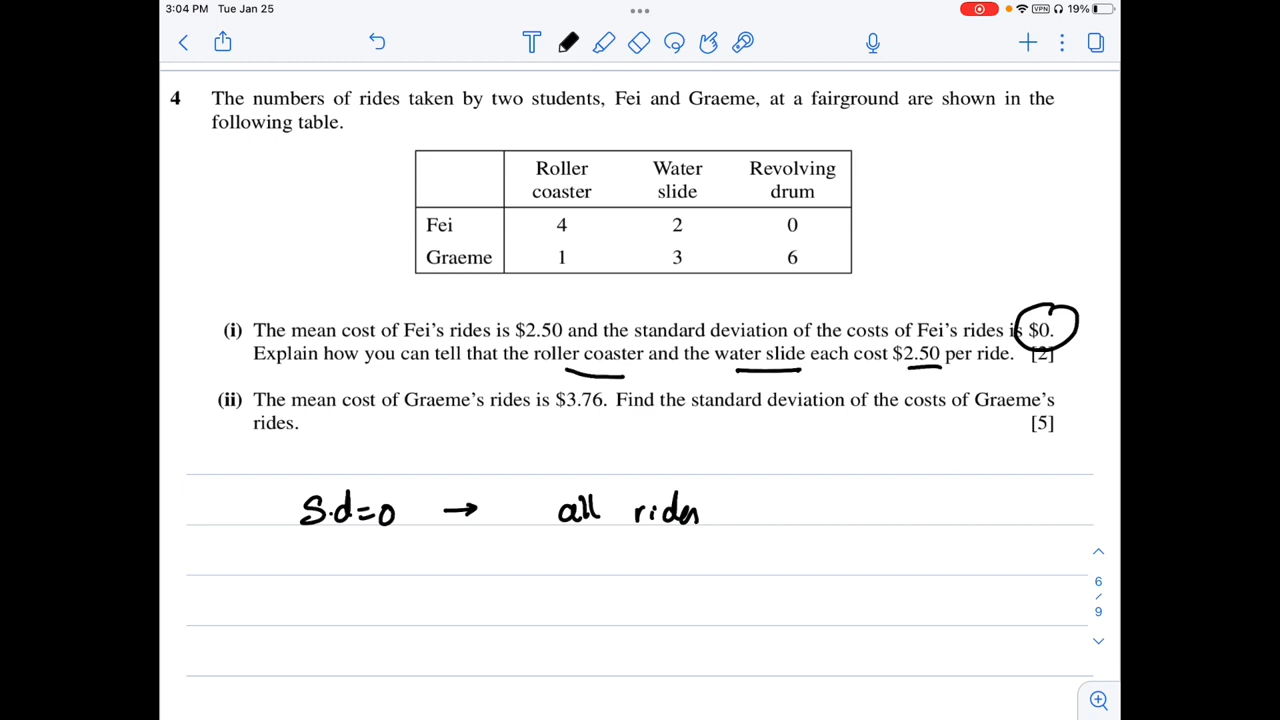 3:04 PM Tue Jan 25
VPN 19%
4 The numbers of rides taken by two students, Fei and Graeme, at a fairground are shown in the
following table.
Roller coaster Water slide Revolving drum
Fei 4 2 0
Graeme 1 3 6
(i) The mean cost of Fei's rides is $2.50 and the standard deviation of the costs of Fei's rides is $0.
Explain how you can tell that the roller coaster and the water slide each cost $2.50 per ride. [2]
(ii) The mean cost of Graeme's rides is $3.76. Find the standard deviation of the costs of Graeme's
rides. [5]
S.d=0 → all rides
6
/
9